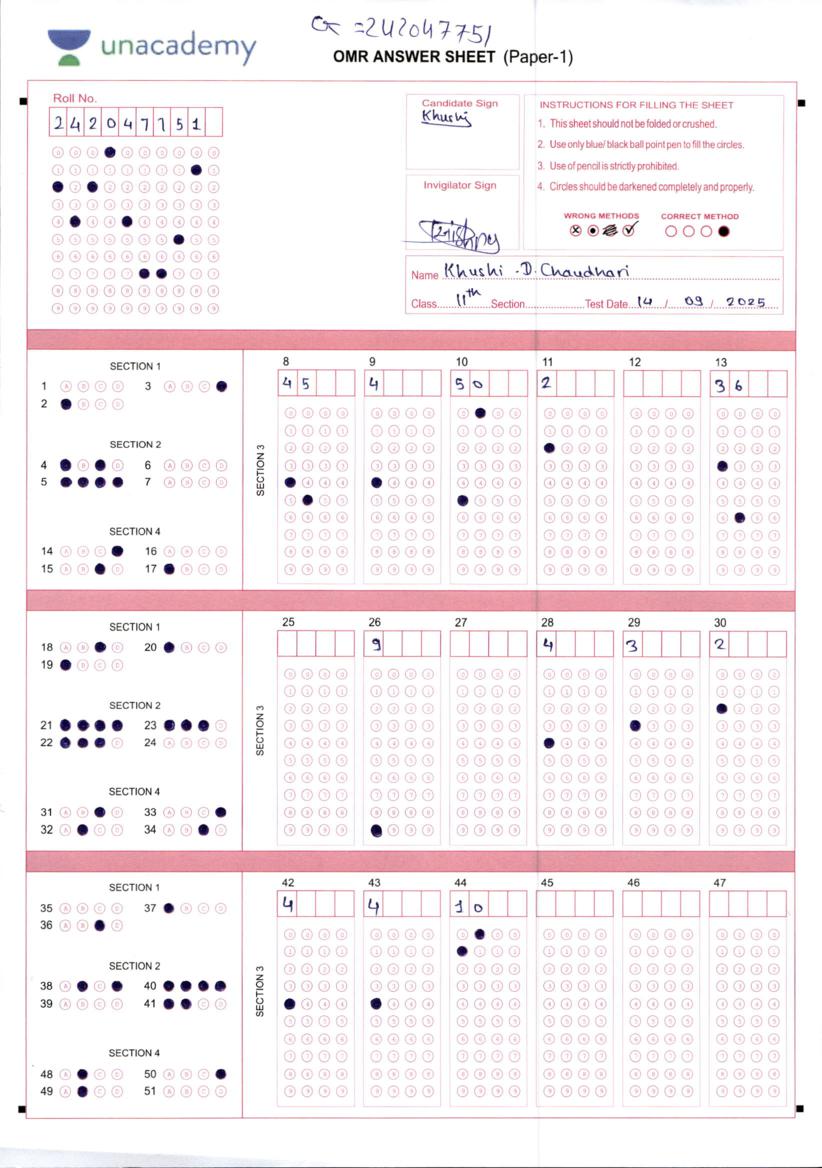 G = 242047751
unacademy
OMR ANSWER SHEET (Paper-1)
Roll No.
2 4 2 0 4 7 7 5 1
Candidate Sign
Khushi
Invigilator Sign
INSTRUCTIONS FOR FILLING THE SHEET
1. This sheet should not be folded or crushed.
2. Use only blue/ black ball point pen to fill the circles.
3. Use of pencil is strictly prohibited.
4. Circles should be darkened completely and properly.
WRONG METHODS CORRECT METHOD
Name Khushi .D. Chaudhari
Class 11th Section Test Date 14 / 09 / 2025
SECTION 1
1 A B C D 3 A B C
2 B C D
SECTION 2
4 B D 6 A B C D
5 7 A B C D
SECTION 4
14 A B C 16 A B C D
15 A B D 17 B C D
SECTION 3
8 9 10 11 12 13
4 5 4 5 0 2 3 6
SECTION 1
18 A B D 20 B C D
19 B C D
SECTION 2
21 23 D
22 D 24 A B C D
SECTION 4
31 A B D 33 A B C
32 A C D 34 A B D
SECTION 3
25 26 27 28 29 30
9 4 3 2
SECTION 1
35 A B C D 37 B C D
36 A B D
SECTION 2
38 A C 40
39 A B C D 41 C D
SECTION 4
48 A C D 50 A B C
49 A C D 51 A B C D
SECTION 3
42 43 44 45 46 47
4 4 1 0